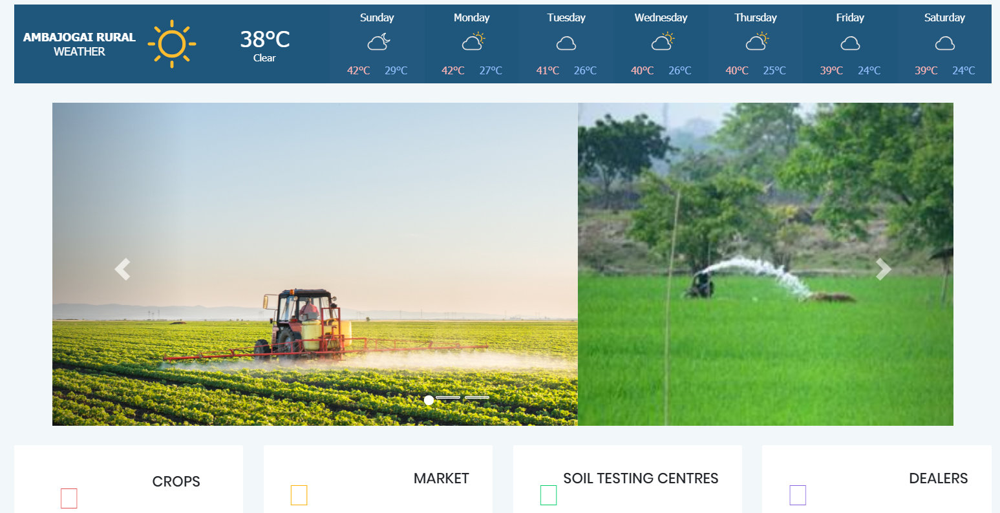 AMBAJOGAI RURAL
WEATHER
38°C
Clear
Sunday
42°C 29°C
Monday
42°C 27°C
Tuesday
41°C 26°C
Wednesday
40°C 26°C
Thursday
40°C 25°C
Friday
39°C 24°C
Saturday
39°C 24°C
CROPS
MARKET
SOIL TESTING CENTRES
DEALERS